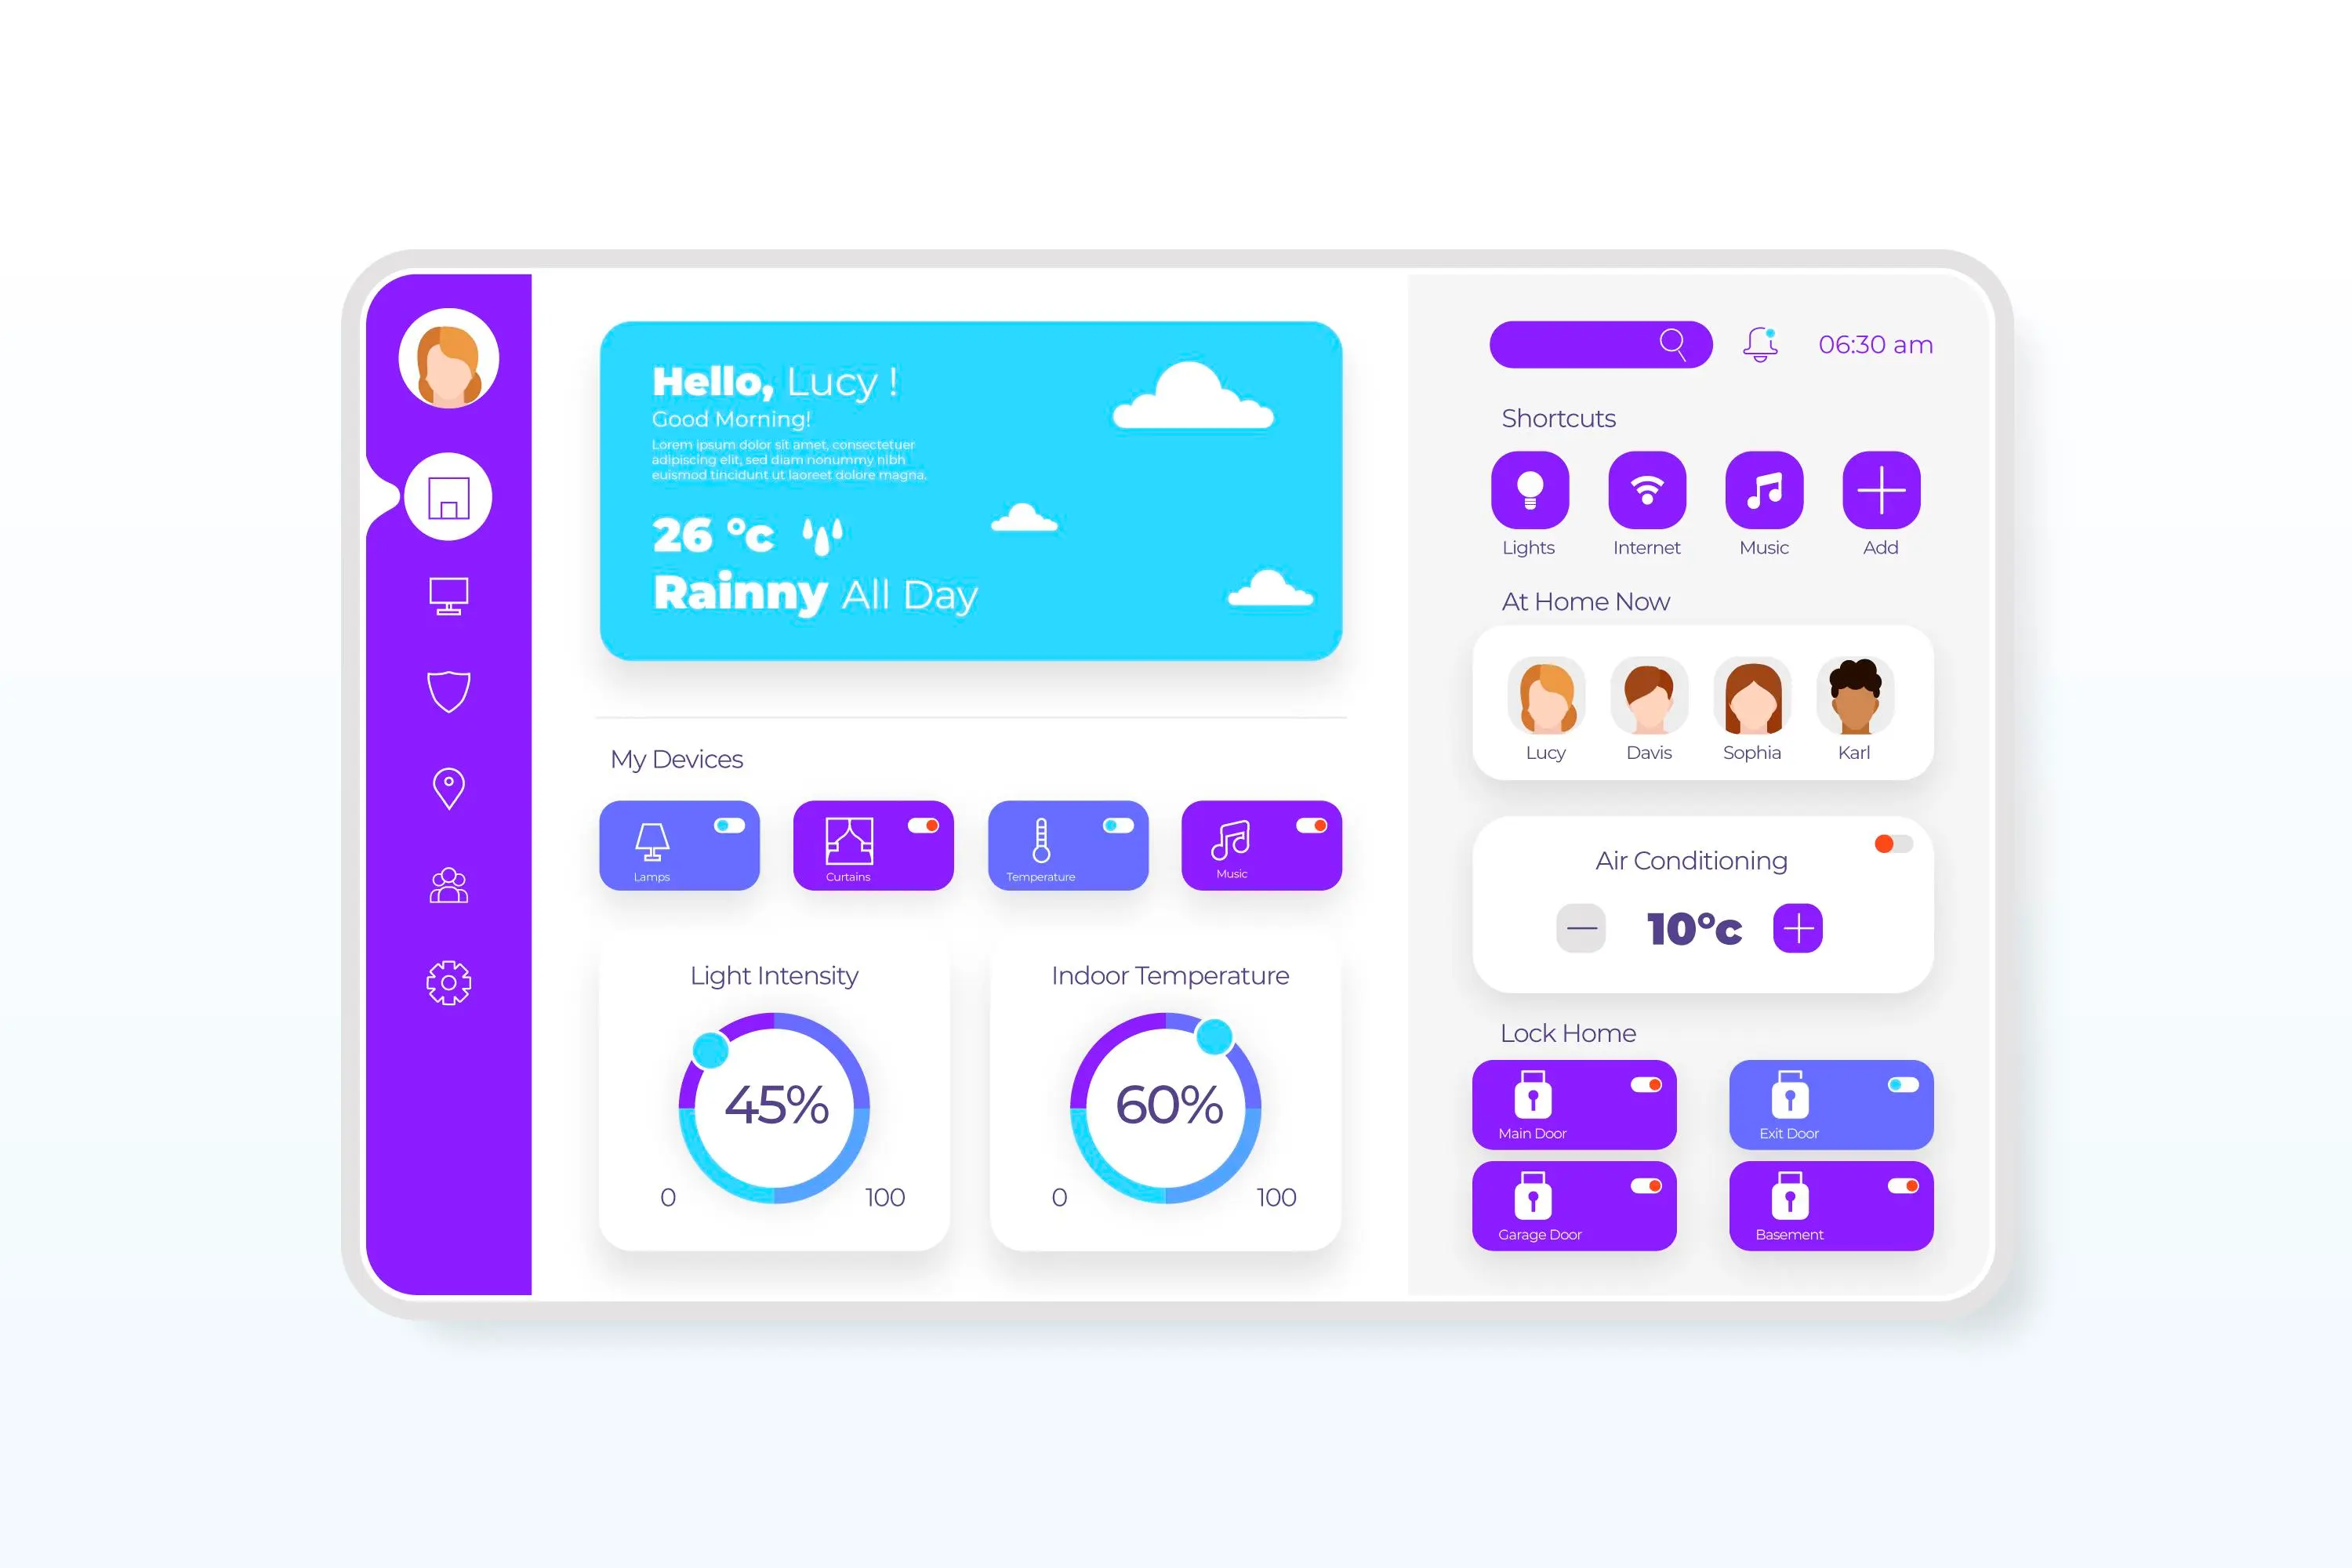 Hello, Lucy !
Good Morning!
Lorem ipsum dolor sit amet, consectetuer
adipiscing elit, sed diam nonummy nibh
euismod tincidunt ut laoreet dolore magna.
26 °c
Rainny All Day
My Devices
Lamps
Curtains
Temperature
Music
Light Intensity
45%
0
100
Indoor Temperature
60%
0
100
06:30 am
Shortcuts
Lights
Internet
Music
Add
At Home Now
Lucy
Davis
Sophia
Karl
Air Conditioning
10°c
Lock Home
Main Door
Exit Door
Garage Door
Basement